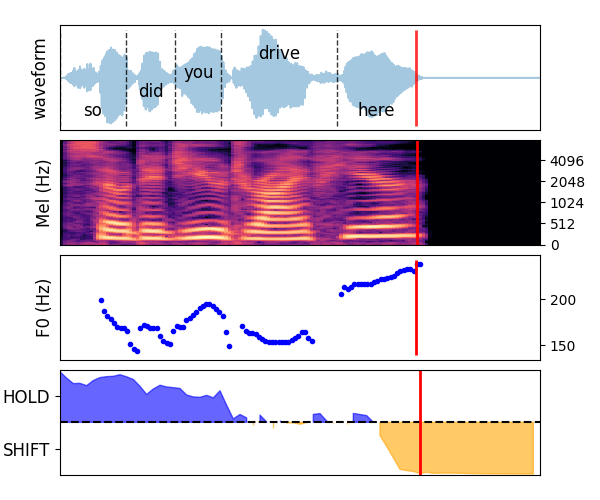 waveform
so did you drive here
Mel (Hz)
4096
2048
1024
512
0
F0 (Hz)
200
150
HOLD
SHIFT